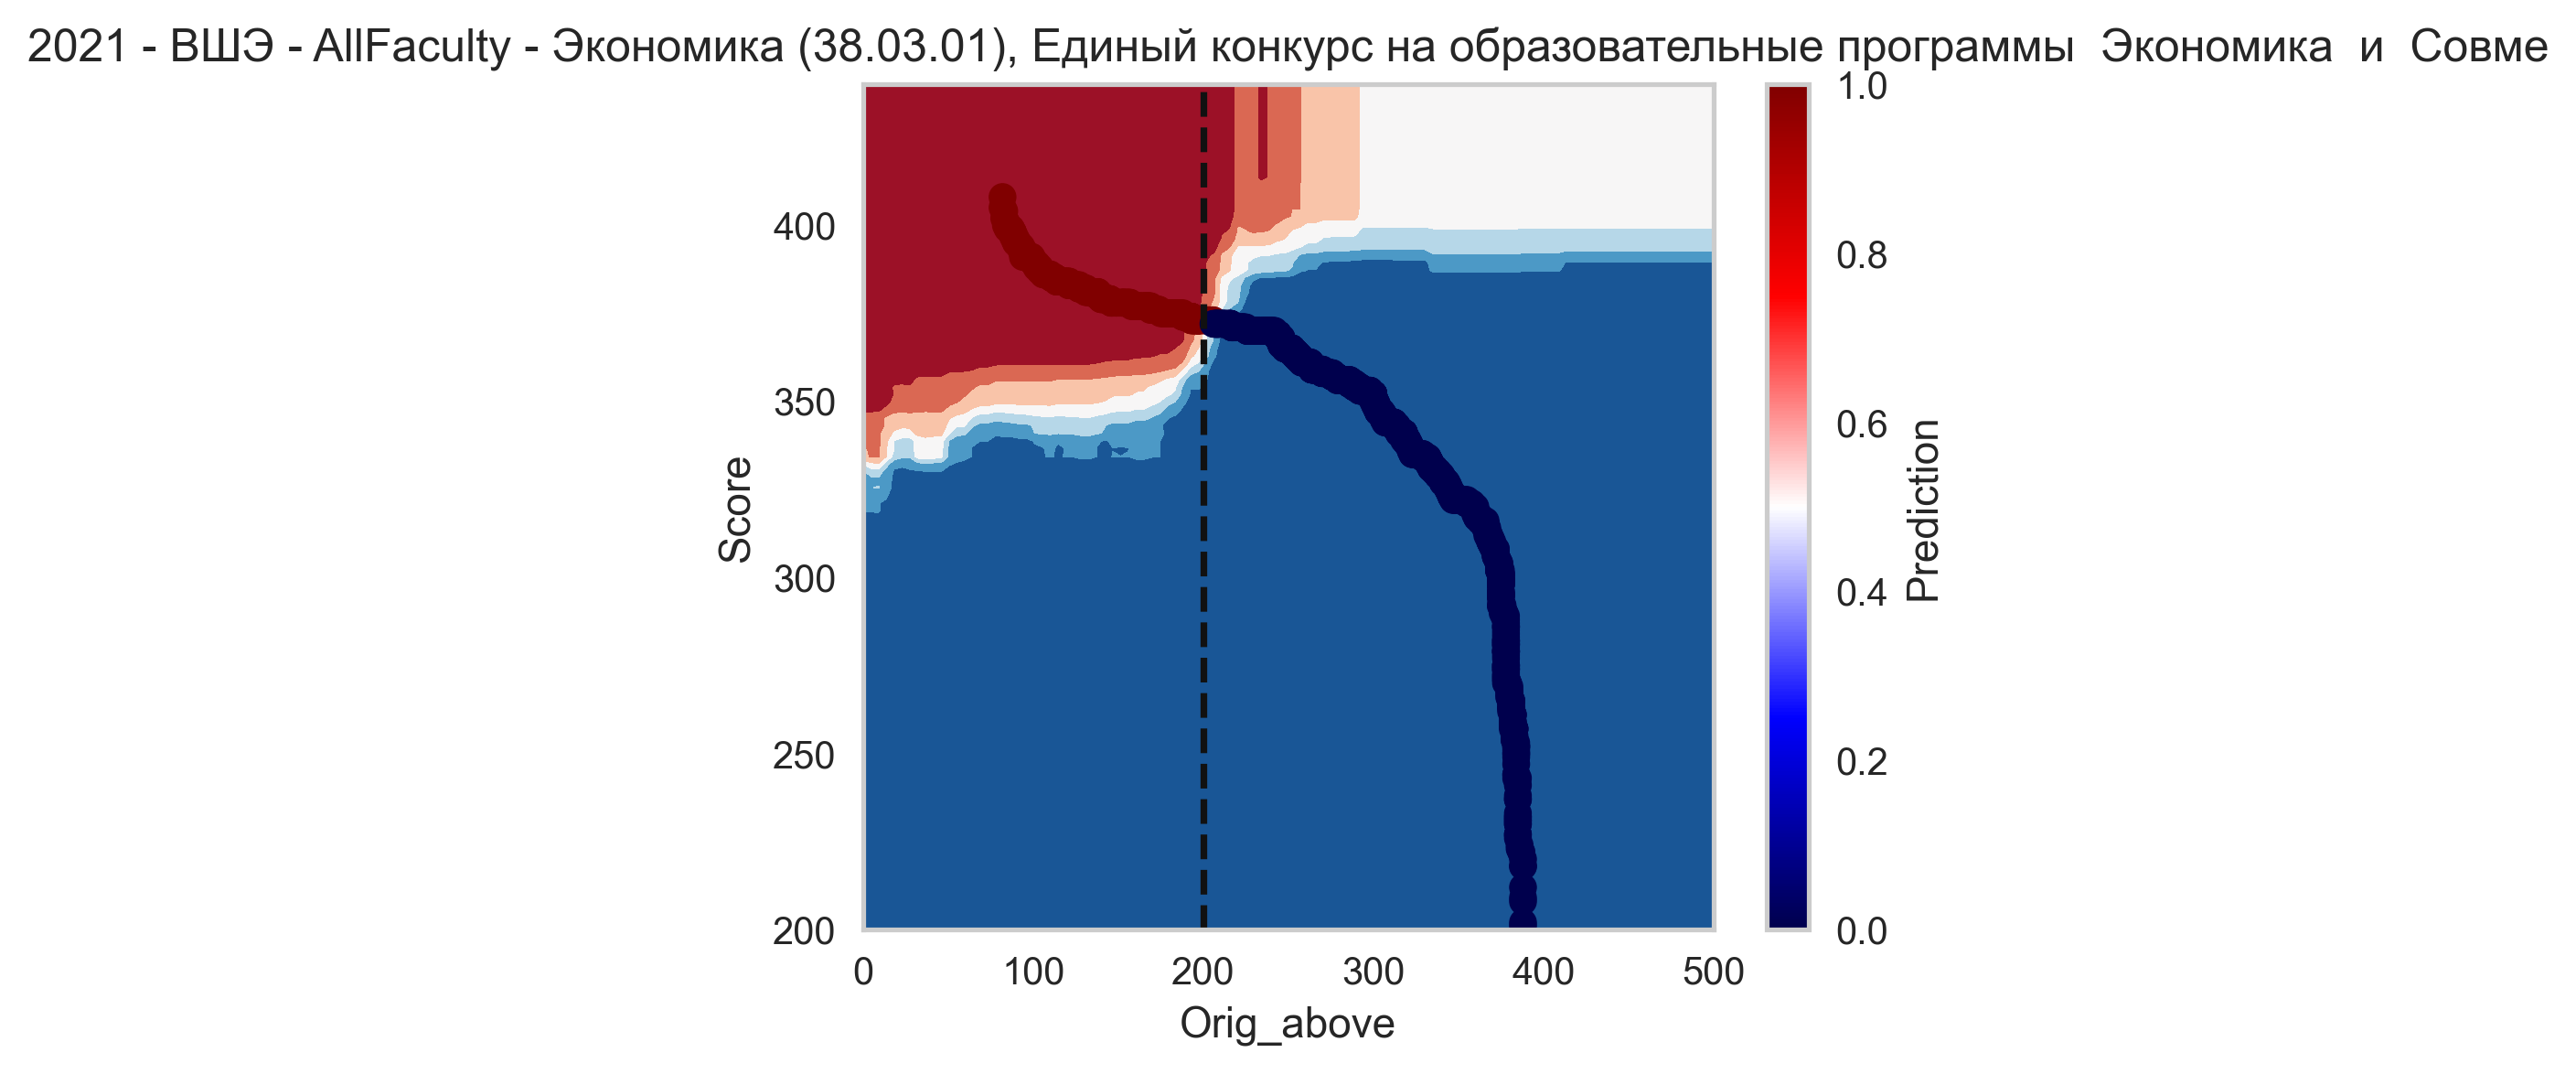 2021 - ВШЭ - AllFaculty - Экономика (38.03.01), Единый конкурс на образовательные программы  Экономика  и  Совме
400
350
300
250
200
Score
0 100 200 300 400 500
Orig_above
1.0
0.8
0.6
0.4
0.2
0.0
Prediction